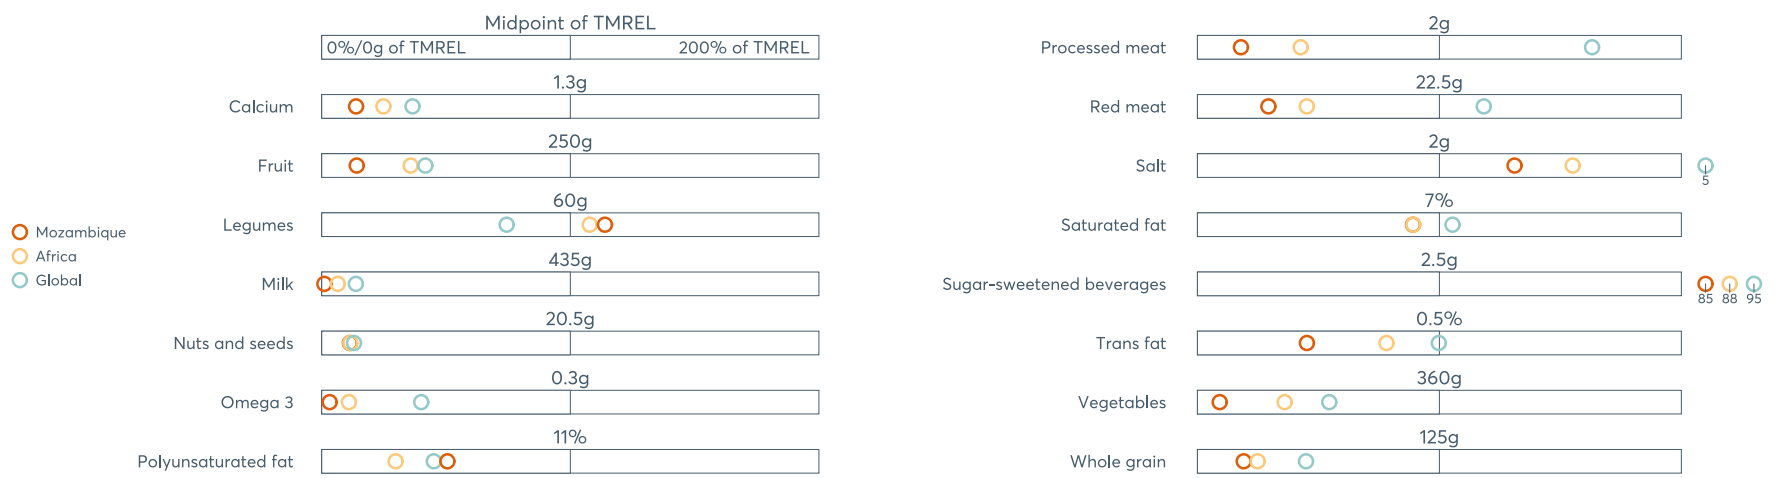 Midpoint of TMREL
0%/0g of TMREL 200% of TMREL
1.3g
Calcium
250g
Fruit
60g
Legumes
435g
Milk
20.5g
Nuts and seeds
0.3g
Omega 3
11%
Polyunsaturated fat
Mozambique
Africa
Global
2g
Processed meat
22.5g
Red meat
2g
Salt
5
7%
Saturated fat
2.5g
Sugar-sweetened beverages
85 88 95
0.5%
Trans fat
360g
Vegetables
125g
Whole grain